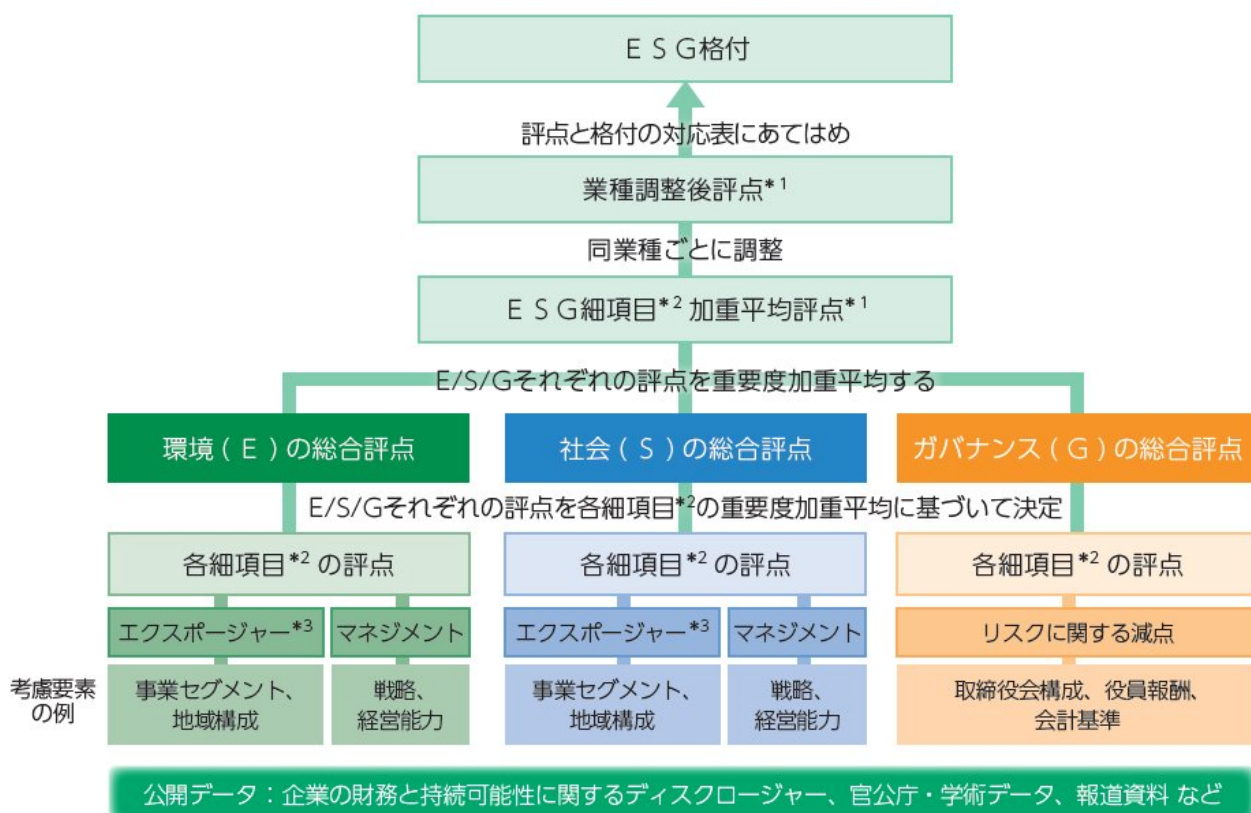 ESG格付
評点と格付の対応表にあてはめ
業種調整後評点*1
同業種ごとに調整
ESG細項目*2 加重平均評点*1
E/S/Gそれぞれの評点を重要度加重平均する
環境(E)の総合評点
社会(S)の総合評点
ガバナンス(G)の総合評点
E/S/Gそれぞれの評点を各細項目*2の重要度加重平均に基づいて決定
各細項目*2 の評点
各細項目*2 の評点
各細項目*2 の評点
エクスポージャー*3
マネジメント
エクスポージャー*3
マネジメント
リスクに関する減点
考慮要素
の例
事業セグメント、
地域構成
戦略、
経営能力
事業セグメント、
地域構成
戦略、
経営能力
取締役会構成、役員報酬、
会計基準
公開データ：企業の財務と持続可能性に関するディスクロージャー、官公庁・学術データ、報道資料 など